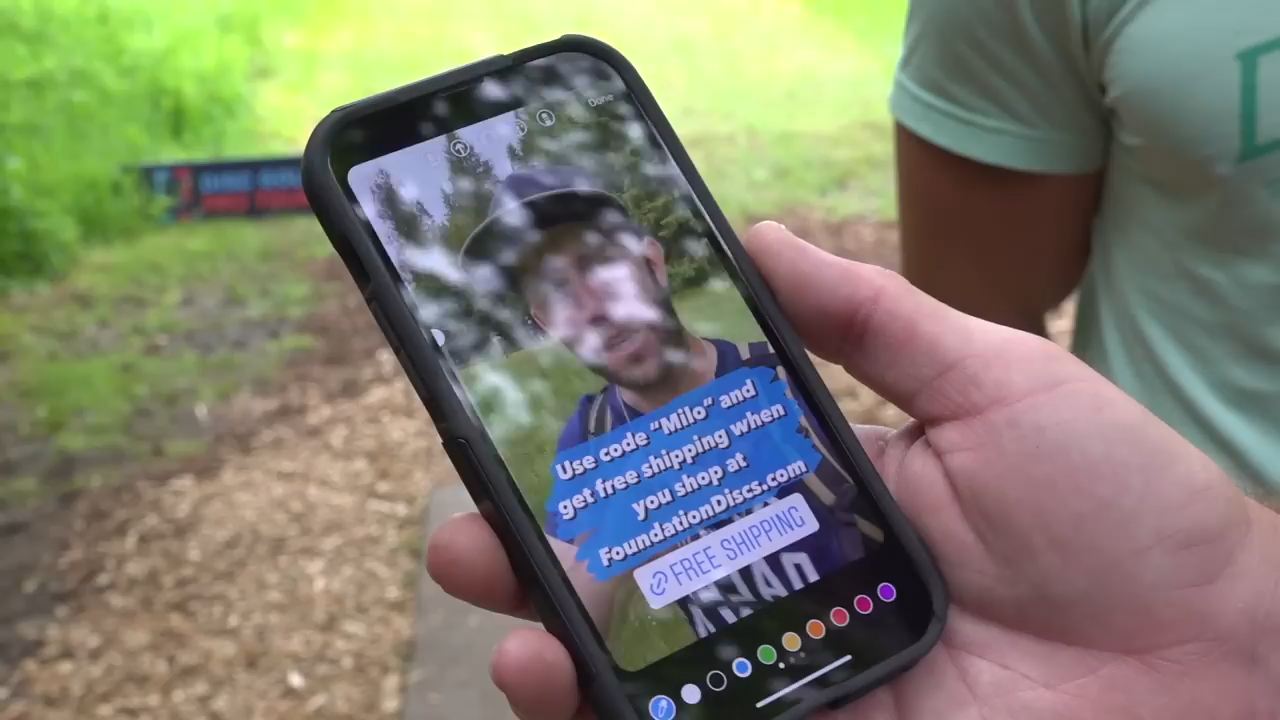 Done
Use code “Milo” and
get free shipping when
you shop at
FoundationDiscs.com
FREE SHIPPING